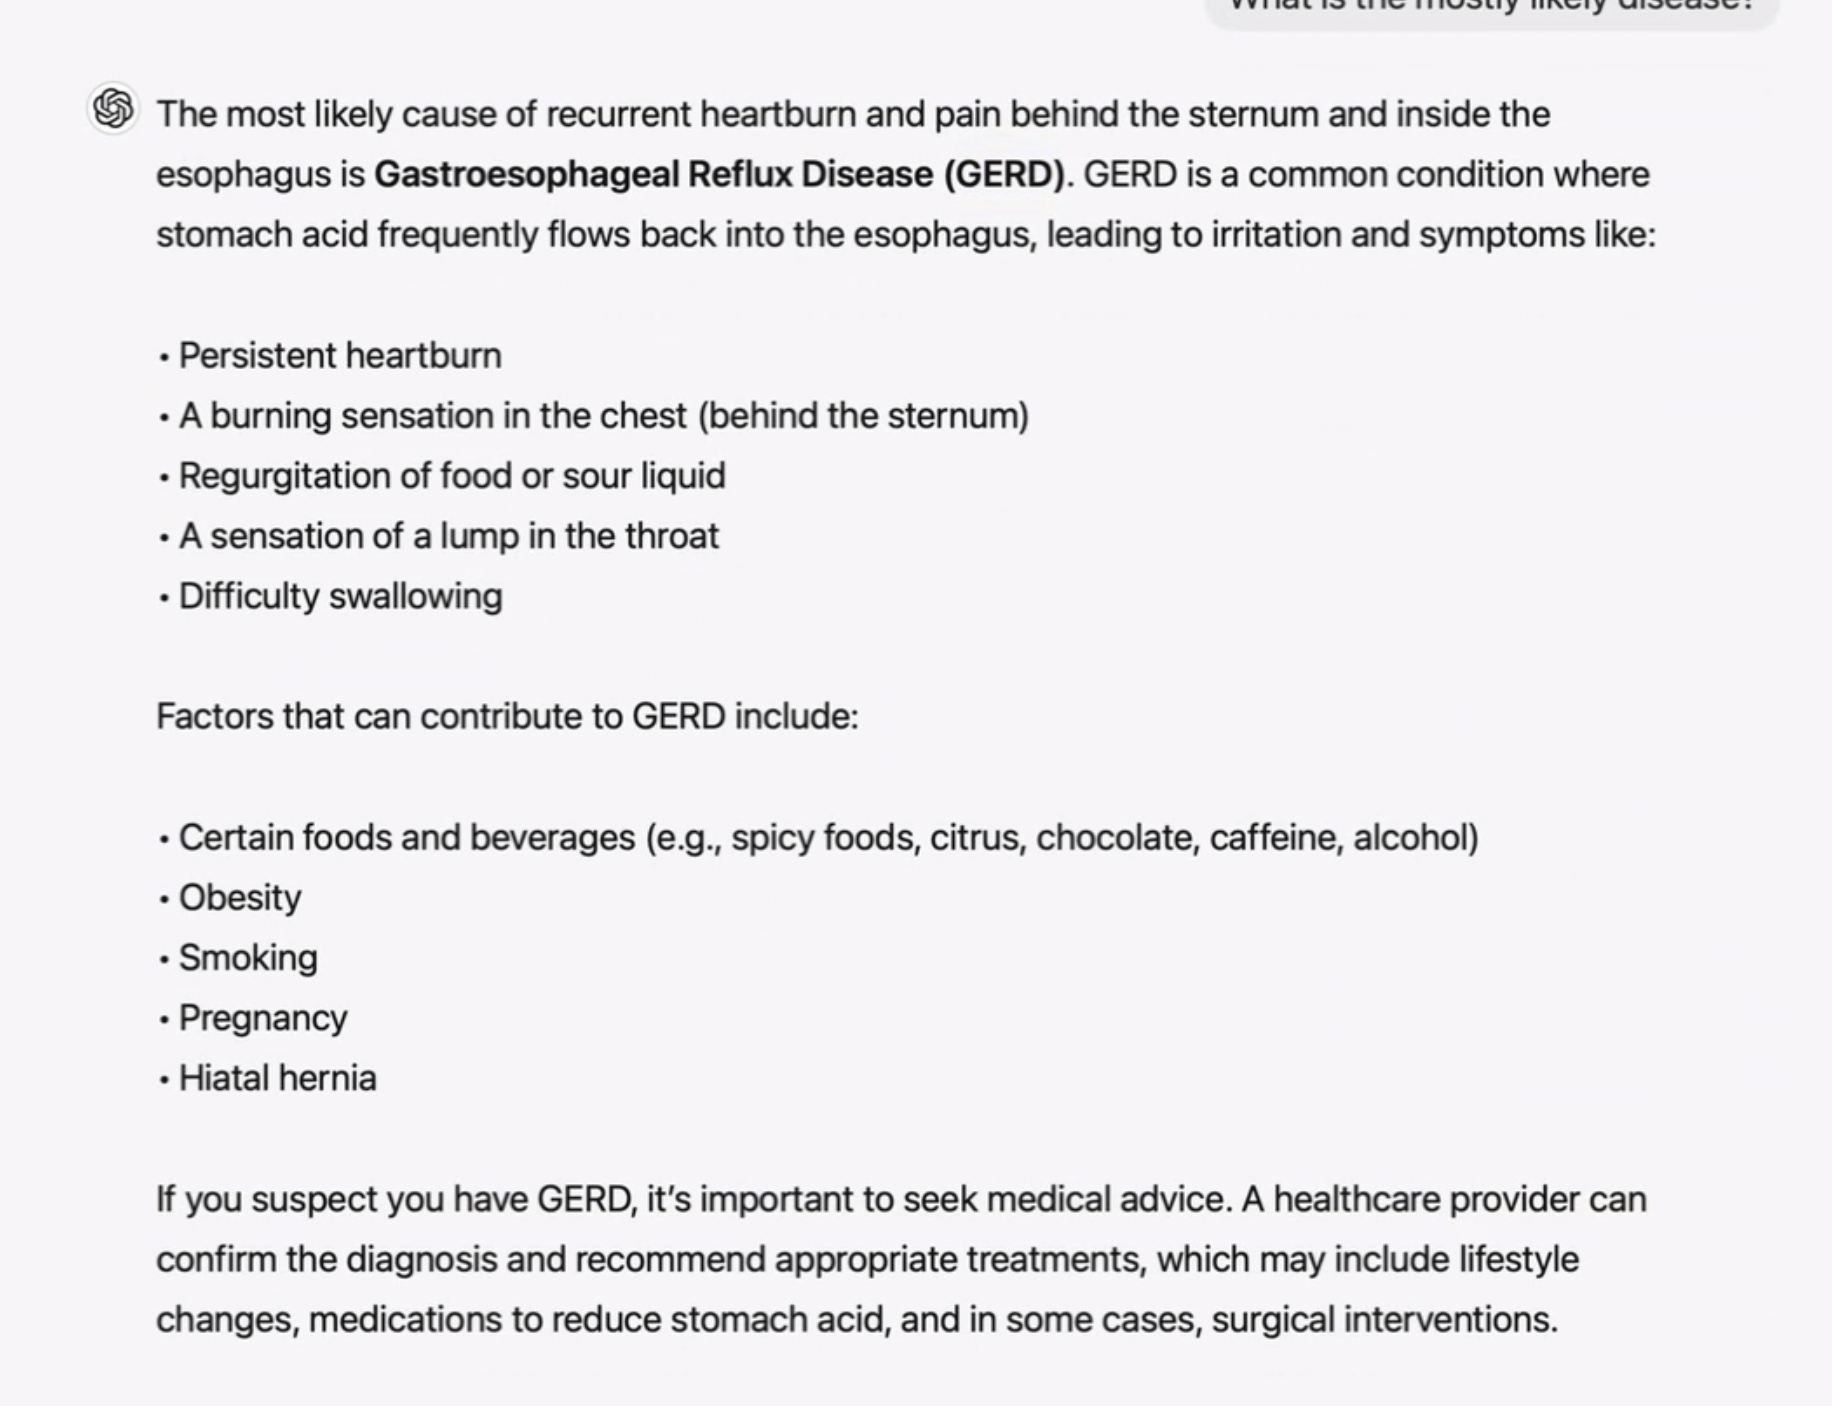 What is the mostly likely disease?
The most likely cause of recurrent heartburn and pain behind the sternum and inside the
esophagus is Gastroesophageal Reflux Disease (GERD). GERD is a common condition where
stomach acid frequently flows back into the esophagus, leading to irritation and symptoms like:
• Persistent heartburn
• A burning sensation in the chest (behind the sternum)
• Regurgitation of food or sour liquid
• A sensation of a lump in the throat
• Difficulty swallowing
Factors that can contribute to GERD include:
• Certain foods and beverages (e.g., spicy foods, citrus, chocolate, caffeine, alcohol)
• Obesity
• Smoking
• Pregnancy
• Hiatal hernia
If you suspect you have GERD, it’s important to seek medical advice. A healthcare provider can
confirm the diagnosis and recommend appropriate treatments, which may include lifestyle
changes, medications to reduce stomach acid, and in some cases, surgical interventions.